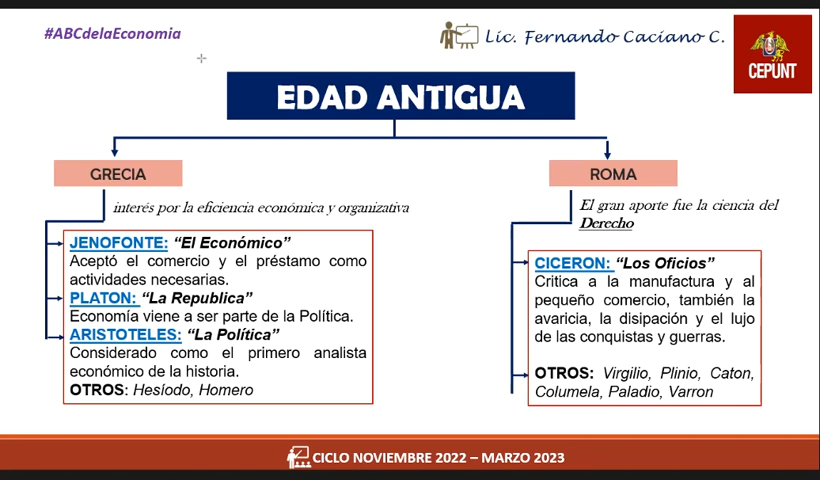 #ABCdelaEconomia
Lic. Fernando Caciano C.
CEPUNT
EDAD ANTIGUA
GRECIA
interés por la eficiencia económica y organizativa
JENOFONTE: “El Económico”
Aceptó el comercio y el préstamo como
actividades necesarias.
PLATON: “La Republica”
Economía viene a ser parte de la Política.
ARISTOTELES: “La Política”
Considerado como el primer analista
económico de la historia.
OTROS: Hesíodo, Homero
ROMA
El gran aporte fue la ciencia del
Derecho
CICERON: “Los Oficios”
Critica a la manufactura y al
pequeño comercio, también la
avaricia, la disipación y el lujo
de las conquistas y guerras.
OTROS: Virgilio, Plinio, Caton,
Columela, Paladio, Varron
CICLO NOVIEMBRE 2022 – MARZO 2023